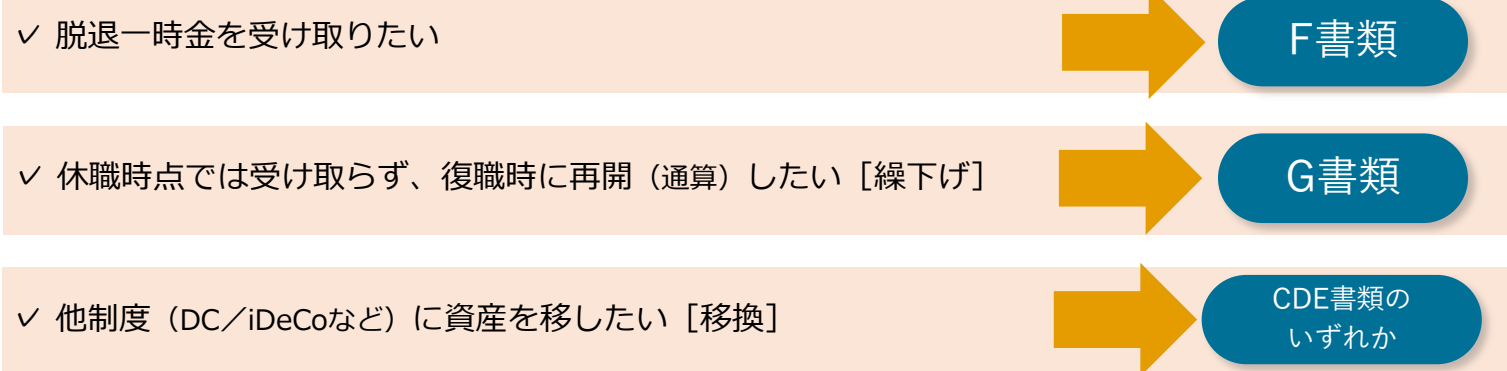 ✓ 脱退一時金を受け取りたい
F書類
✓ 休職時点では受け取らず、復職時に再開（通算）したい［繰下げ］
G書類
✓ 他制度（DC／iDeCoなど）に資産を移したい［移換］
CDE書類の
いずれか